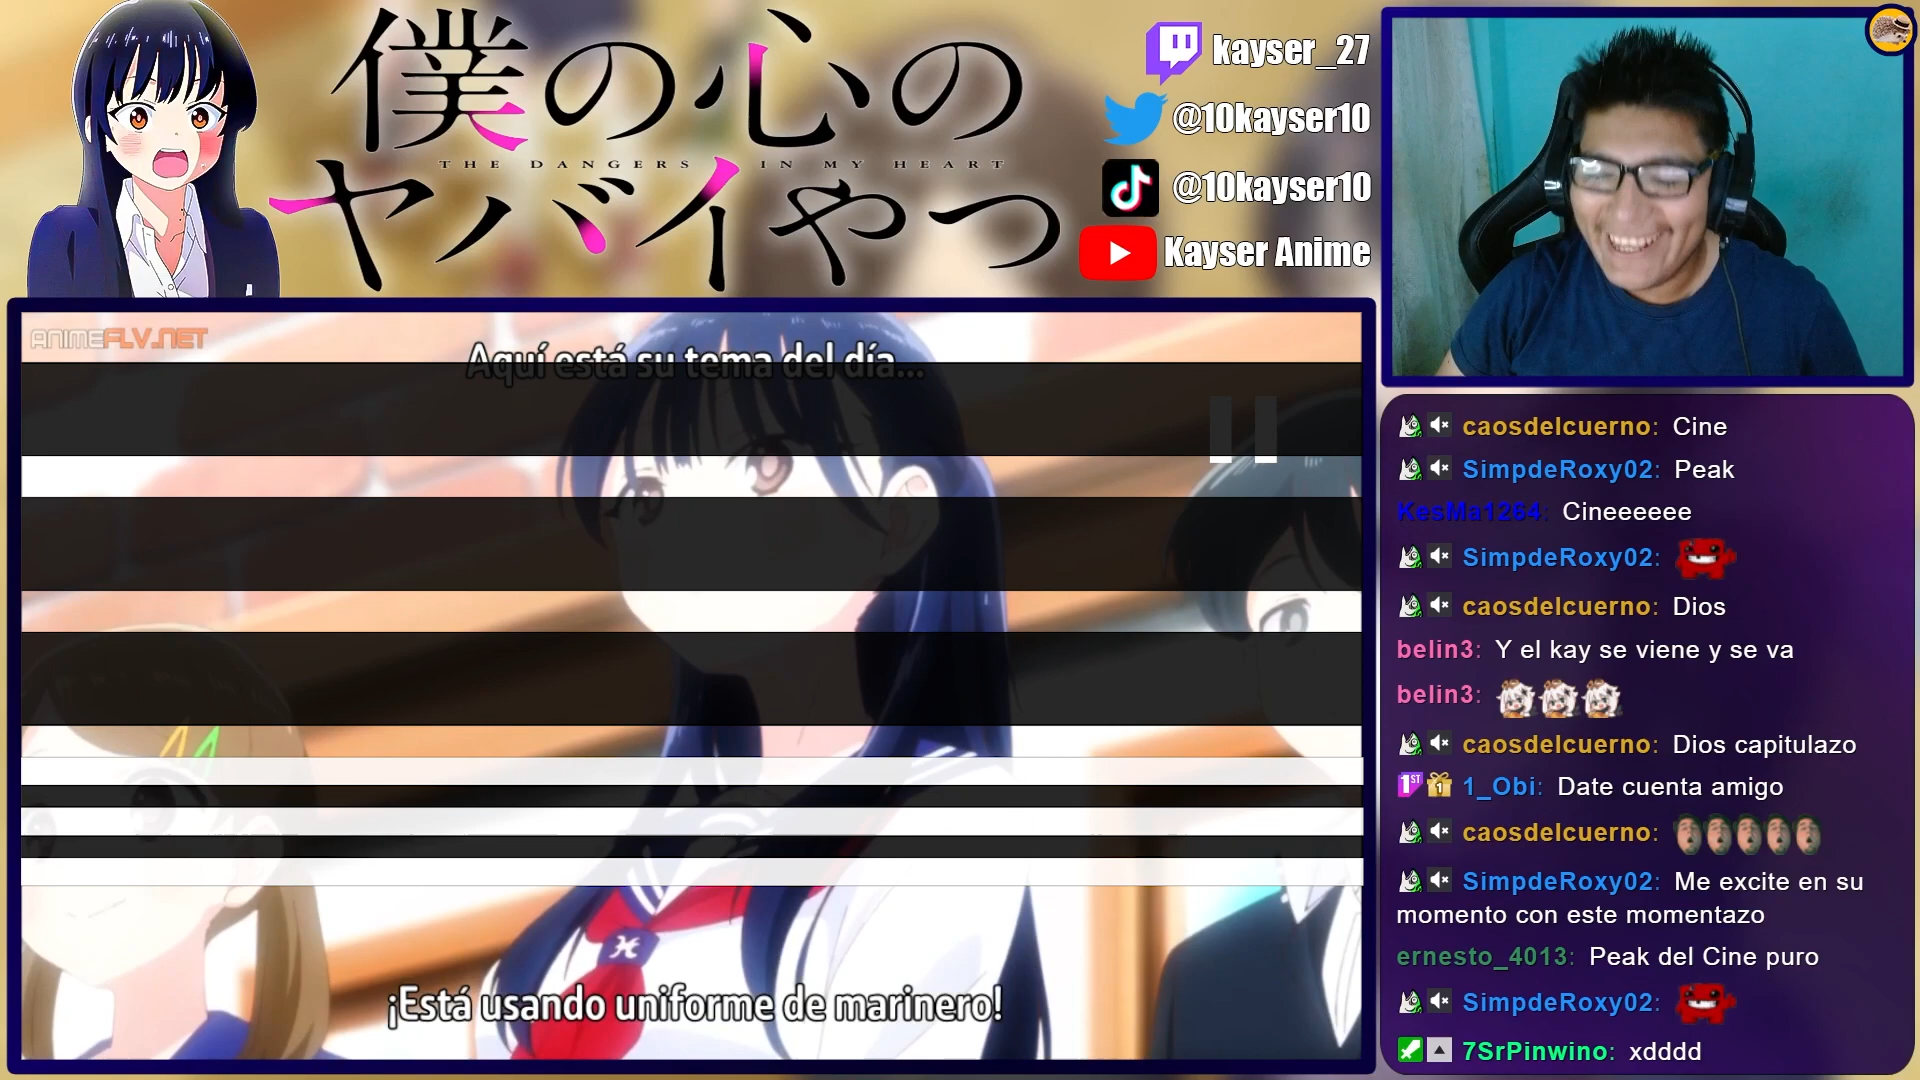 僕の心の
THE DANGERS IN MY HEART
ヤバイやつ
kayser_27
@10kayser10
@10kayser10
Kayser Anime
ANIMEFLV.NET
Aquí está su tema del día...
¡Está usando uniforme de marinero!
caosdelcuerno: Cine
SimpdeRoxy02: Peak
KesMa1264: Cineeeeee
SimpdeRoxy02:
caosdelcuerno: Dios
belin3: Y el kay se viene y se va
belin3:
caosdelcuerno: Dios capitulazo
1ST 1 1_Obi: Date cuenta amigo
caosdelcuerno:
SimpdeRoxy02: Me excite en su
momento con este momentazo
ernesto_4013: Peak del Cine puro
SimpdeRoxy02:
7SrPinwino: xdddd